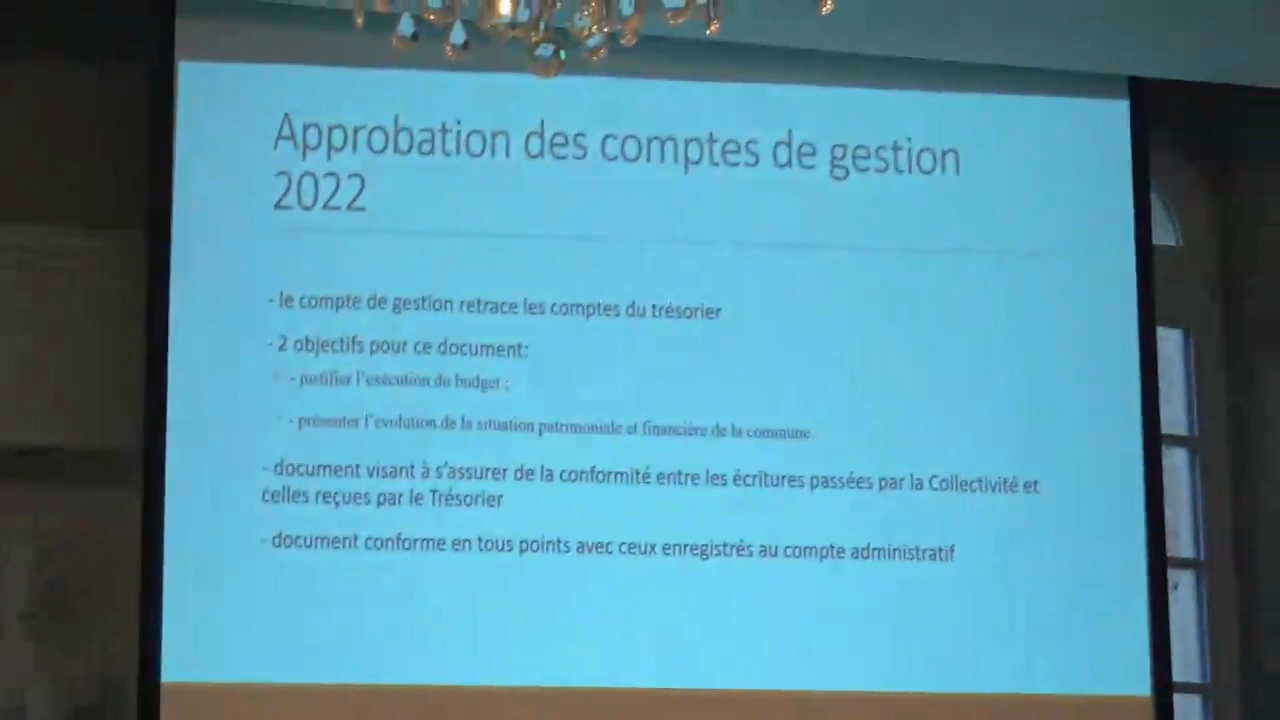 Approbation des comptes de gestion
2022
- le compte de gestion retrace les comptes du trésorier
- 2 objectifs pour ce document:
- justifier l'exécution du budget ;
- présenter l'évolution de la situation patrimoniale et financière de la commune.
- document visant à s'assurer de la conformité entre les écritures passées par la Collectivité et
celles reçues par le Trésorier
- document conforme en tous points avec ceux enregistrés au compte administratif